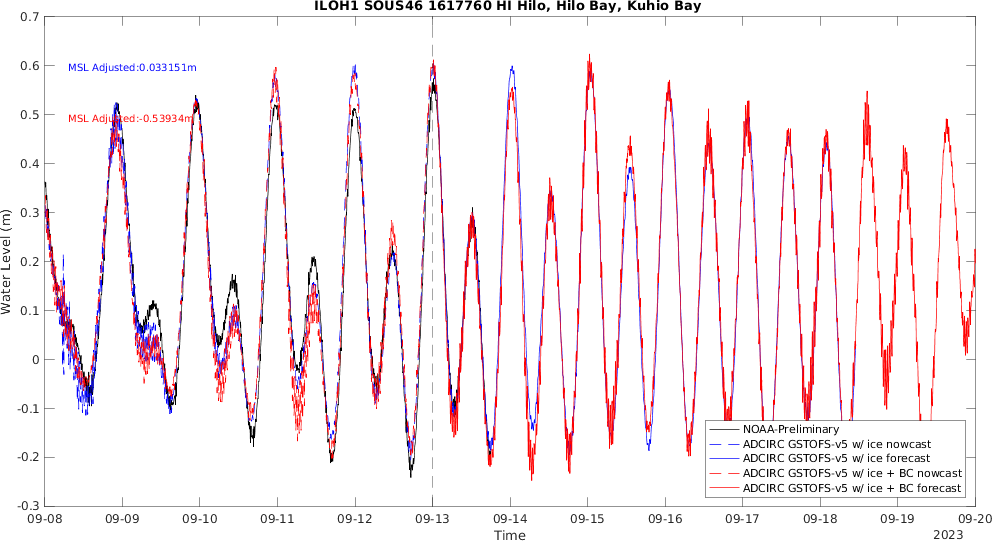 ILOH1 SOUS46 1617760 HI Hilo, Hilo Bay, Kuhio Bay
0.7
0.6
0.5
0.4
0.3
0.2
0.1
0
-0.1
-0.2
-0.3
Water Level (m)
MSL Adjusted:0.033151m
MSL Adjusted:-0.53934m
NOAA-Preliminary
ADCIRC GSTOFS-v5 w/ ice nowcast
ADCIRC GSTOFS-v5 w/ ice forecast
ADCIRC GSTOFS-v5 w/ ice + BC nowcast
ADCIRC GSTOFS-v5 w/ ice + BC forecast
09-08 09-09 09-10 09-11 09-12 09-13 09-14 09-15 09-16 09-17 09-18 09-19 09-20
Time
2023